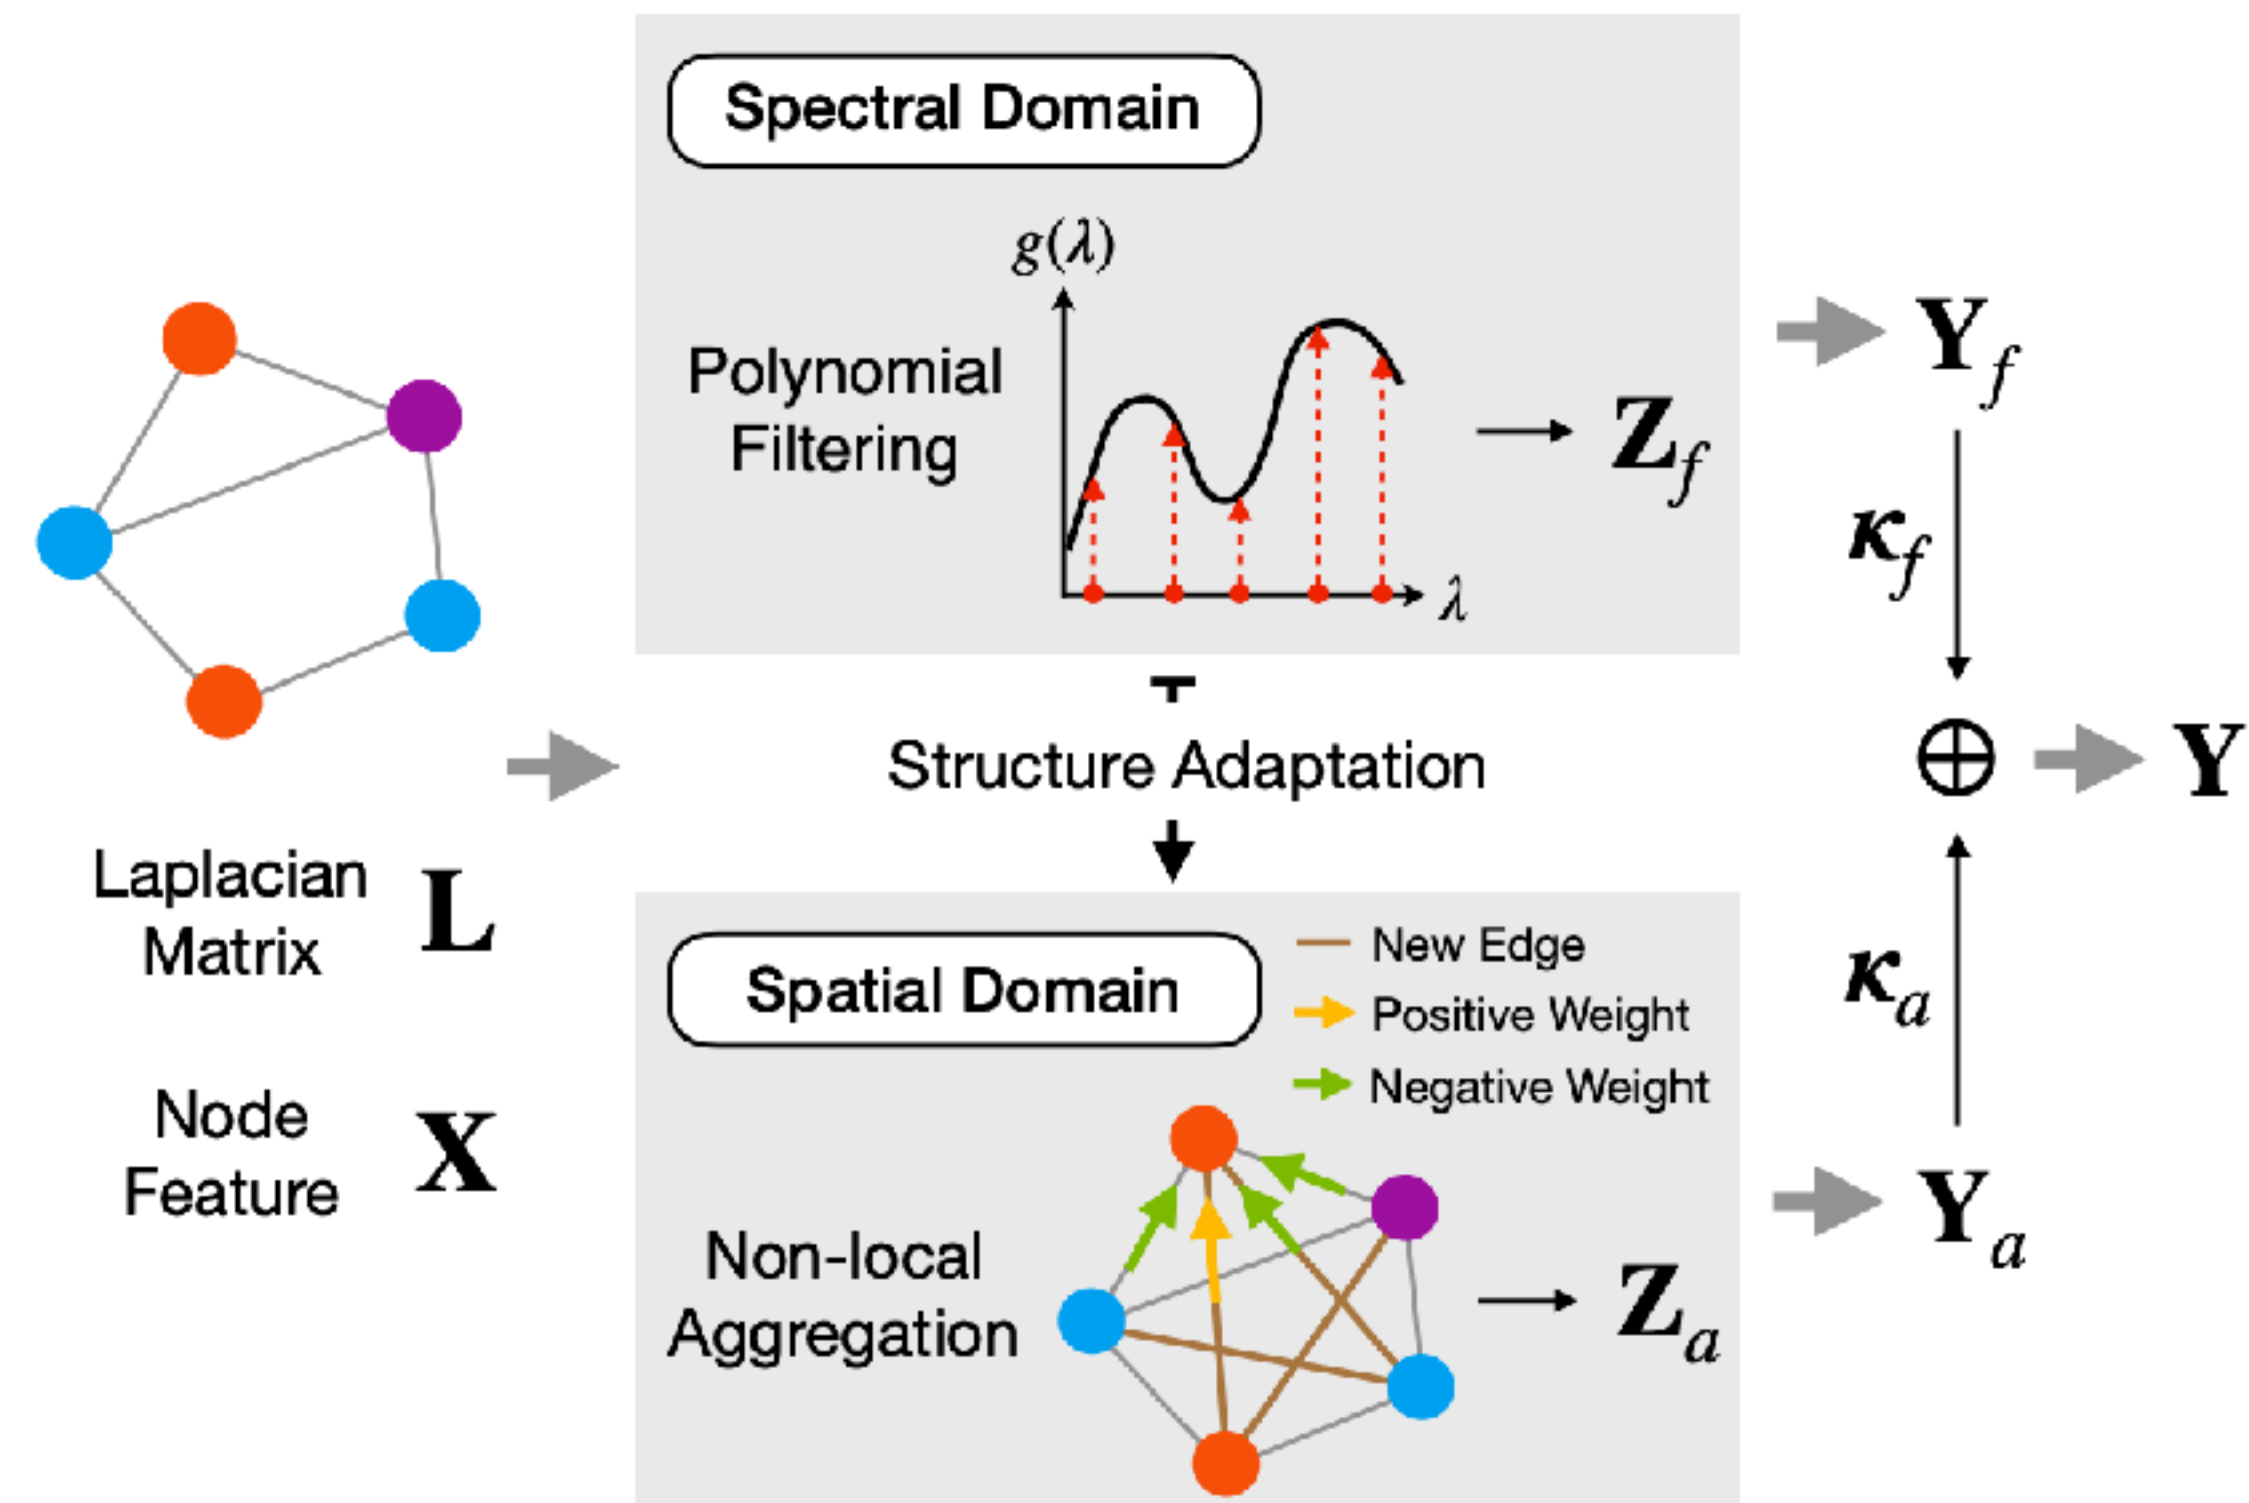 Spectral Domain
g(λ)
Polynomial
Filtering
λ
Z_f
Y_f
κ_f
Laplacian
Matrix
L
Node
Feature
X
Structure Adaptation
⊕
Y
Spatial Domain
New Edge
Positive Weight
Negative Weight
Non-local
Aggregation
Z_a
κ_a
Y_a